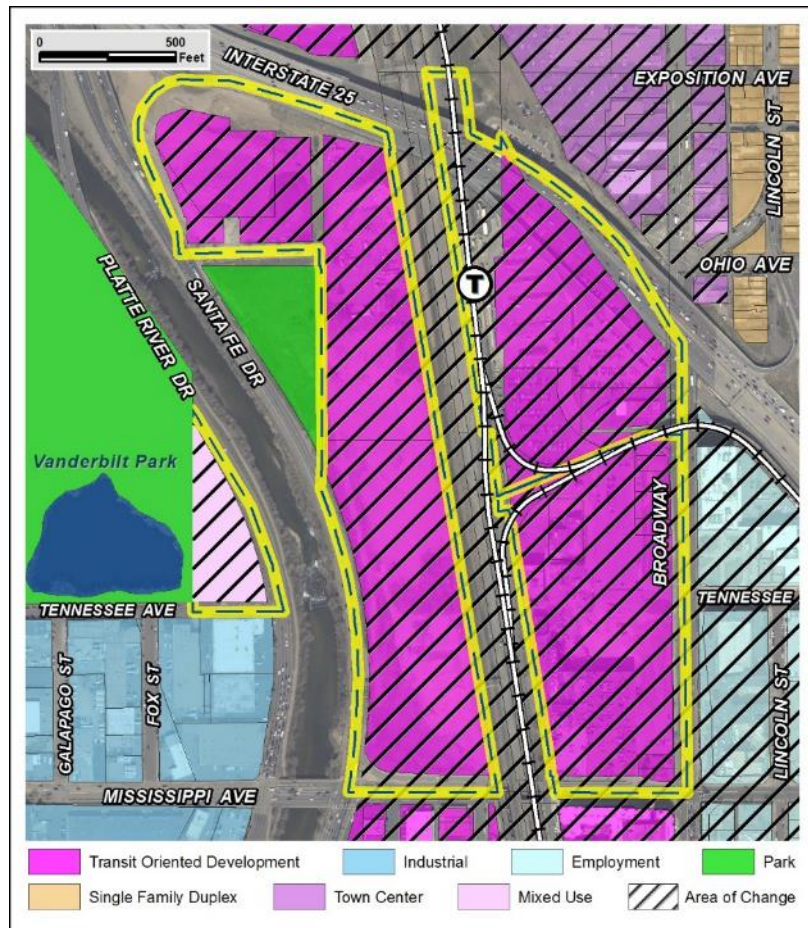 0 500
Feet
INTERSTATE 25
EXPOSITION AVE
LINCOLN ST
OHIO AVE
PLATTE RIVER DR
SANTA FE DR
T
Vanderbilt Park
BROADWAY
TENNESSEE AVE
TENNESSEE
GALAPAGO ST
FOX ST
LINCOLN ST
MISSISSIPPI AVE
Transit Oriented Development Industrial Employment Park
Single Family Duplex Town Center Mixed Use Area of Change